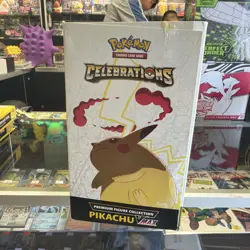 Pokémon
TRADING CARD GAME
CELEBRATIONS
PREMIUM FIGURE COLLECTION
PIKACHU VMAX